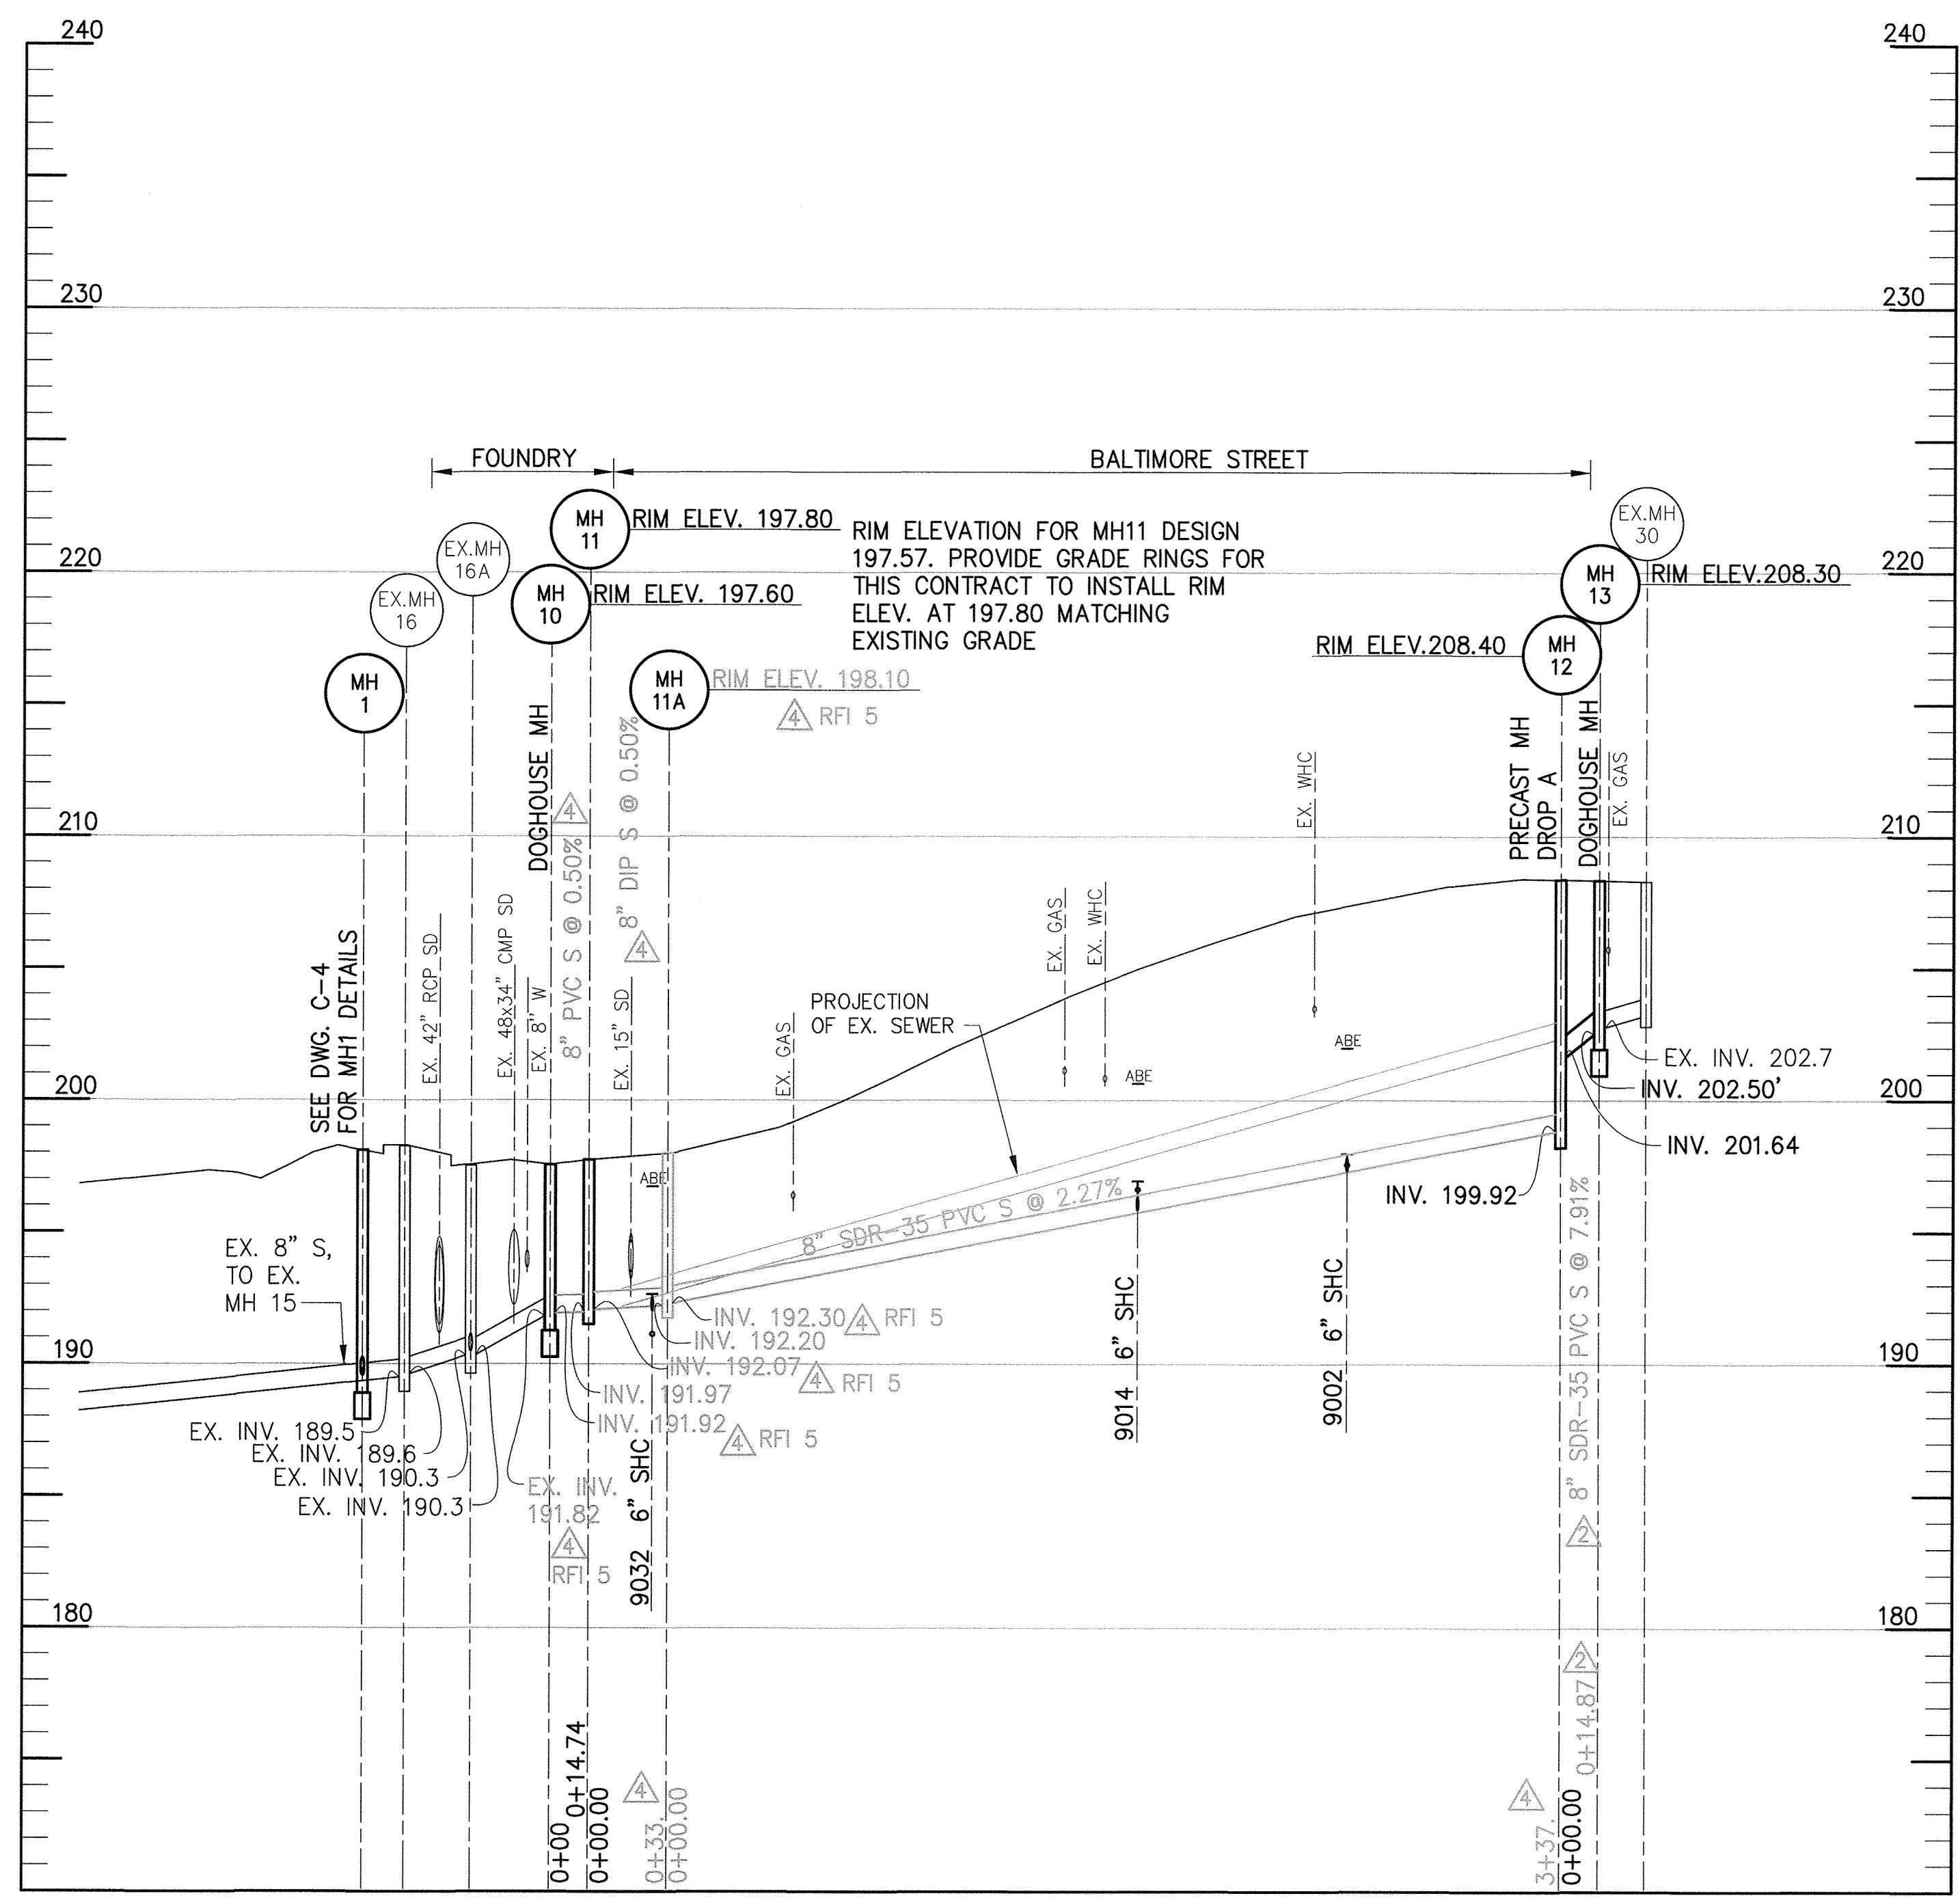 240
240
230
230
FOUNDRY
BALTIMORE STREET
MH
11
RIM ELEV. 197.80
RIM ELEVATION FOR MH11 DESIGN
197.57. PROVIDE GRADE RINGS FOR
THIS CONTRACT TO INSTALL RIM
ELEV. AT 197.80 MATCHING
EXISTING GRADE
EX.MH
30
EX.MH
16A
220
220
EX.MH
16
MH
10
RIM ELEV. 197.60
MH
13
RIM ELEV.208.30
RIM ELEV.208.40
MH
12
MH
1
MH
11A
RIM ELEV. 198.10
4 RFI 5
DOGHOUSE MH
8" PVC S @ 0.50% 4
4 8" DIP S @ 0.50%
EX. WHC
PRECAST MH
DROP A
DOGHOUSE MH
EX. GAS
210
210
SEE DWG. C-4
FOR MH1 DETAILS
EX. 42" RCP SD
EX. 48x34" CMP SD
EX. 8" W
EX. 15" SD
EX. GAS
EX. GAS
EX. WHC
PROJECTION
OF EX. SEWER
ABE
ABE
ABE
200
200
EX. INV. 202.7
INV. 202.50'
INV. 201.64
INV. 199.92
8" SDR-35 PVC S @ 2.27%
EX. 8" S,
TO EX.
MH 15
190
190
INV. 192.30 4 RFI 5
INV. 192.20
INV. 192.07 4 RFI 5
INV. 191.97
INV. 191.92 4 RFI 5
EX. INV. 189.5
EX. INV. 189.6
EX. INV. 190.3
EX. INV. 190.3
EX. INV.
191.82
4
RFI 5
9032 6" SHC
9014 6" SHC
9002 6" SHC
2 8" SDR-35 PVC S @ 7.91%
180
180
0+00
0+14.74
0+00.00
4
0+33.
0+00.00
4
3+37.
0+00.00
0+14.87 2